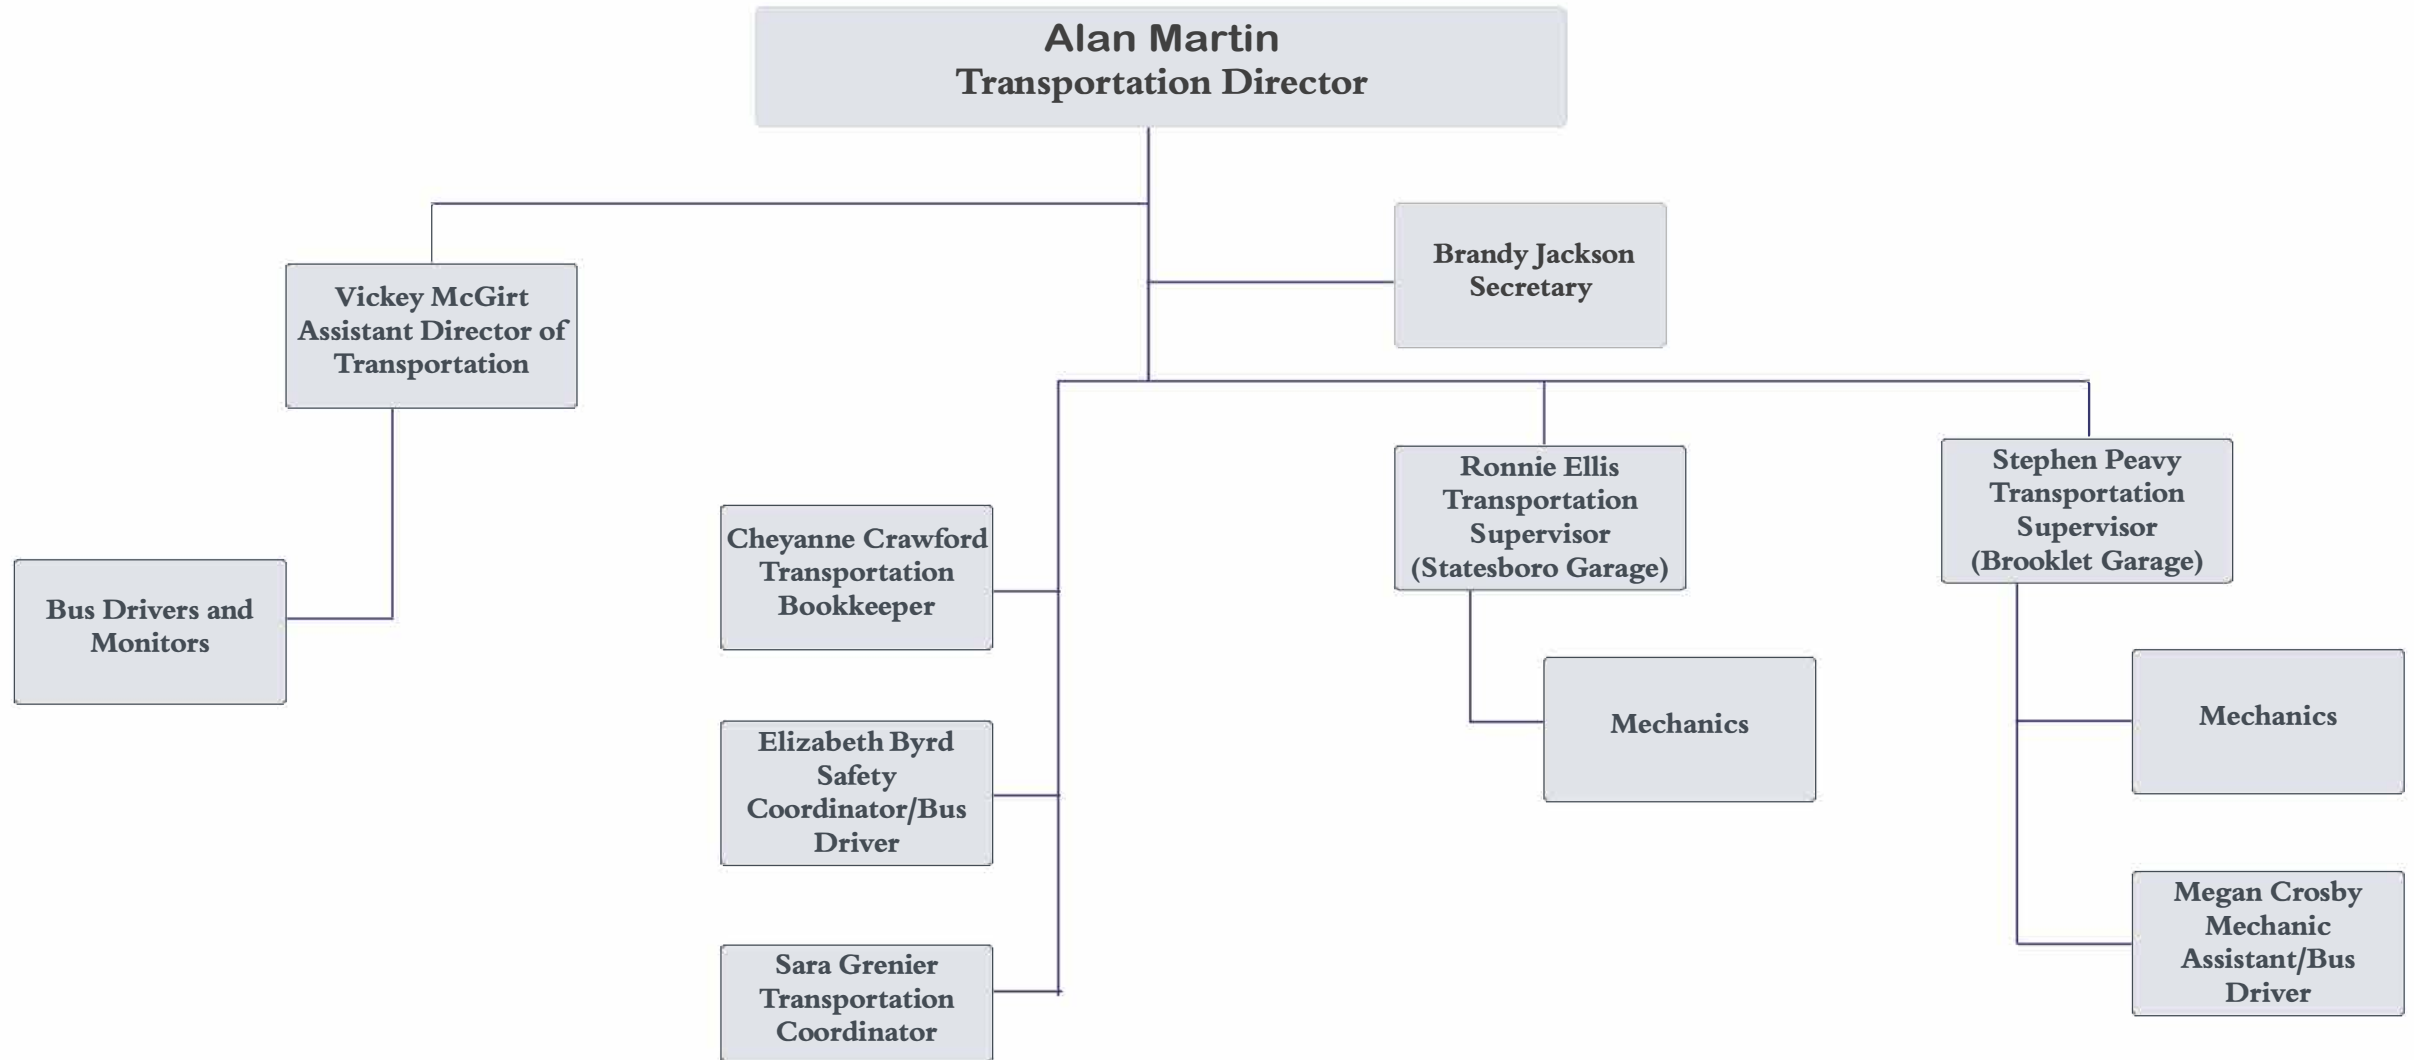 Alan Martin
Transportation Director
Brandy Jackson
Secretary
Vickey McGirt
Assistant Director of
Transportation
Ronnie Ellis
Transportation
Supervisor
(Statesboro Garage)
Stephen Peavy
Transportation
Supervisor
(Brooklet Garage)
Cheyanne Crawford
Transportation
Bookkeeper
Bus Drivers and
Monitors
Mechanics
Mechanics
Elizabeth Byrd
Safety
Coordinator/Bus
Driver
Megan Crosby
Mechanic
Assistant/Bus
Driver
Sara Grenier
Transportation
Coordinator